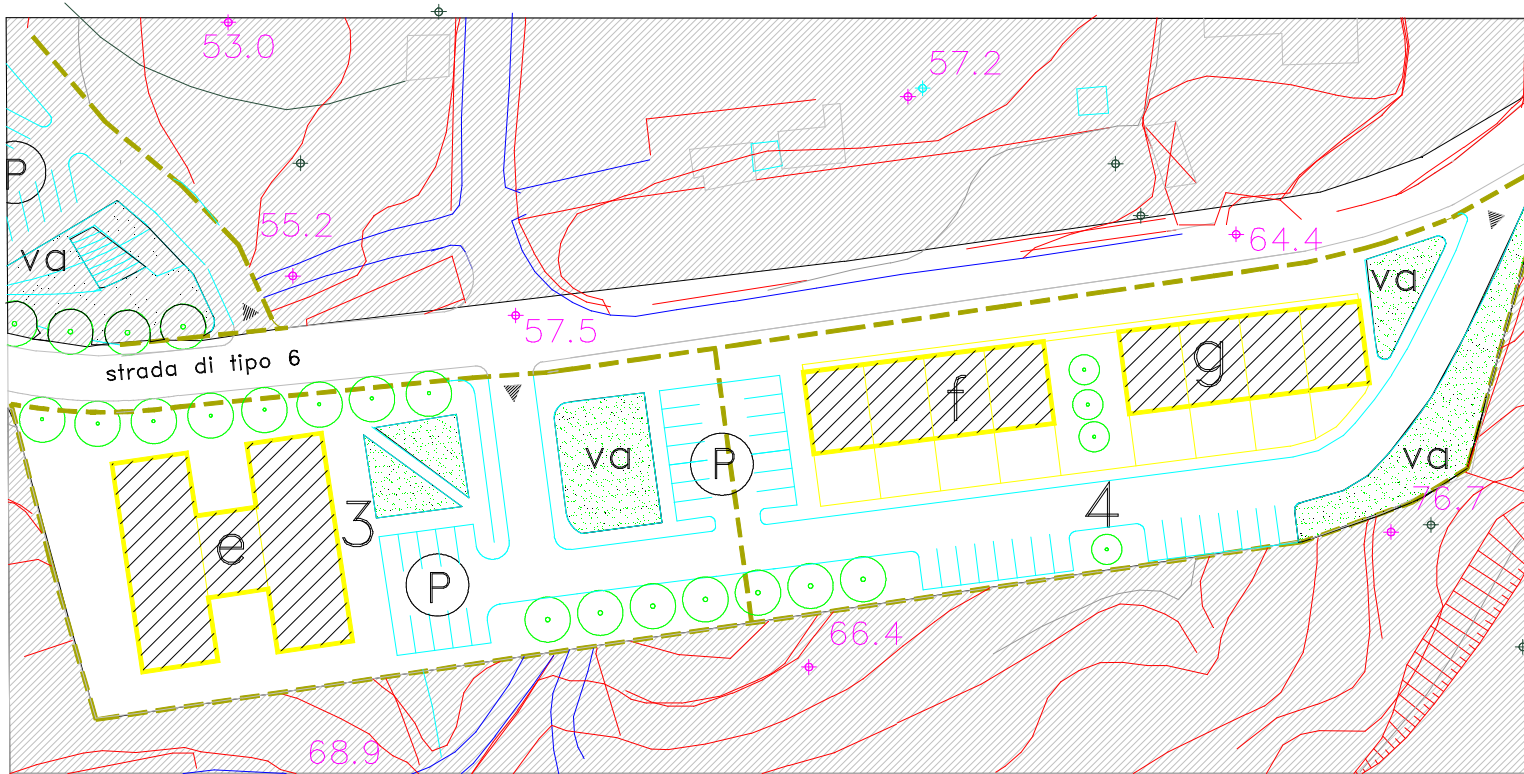 53.0
57.2
P
55.2
va
64.4
57.5
va
strada di tipo 6
g
f
va
P
va
76.7
4
3
e
P
66.4
68.9